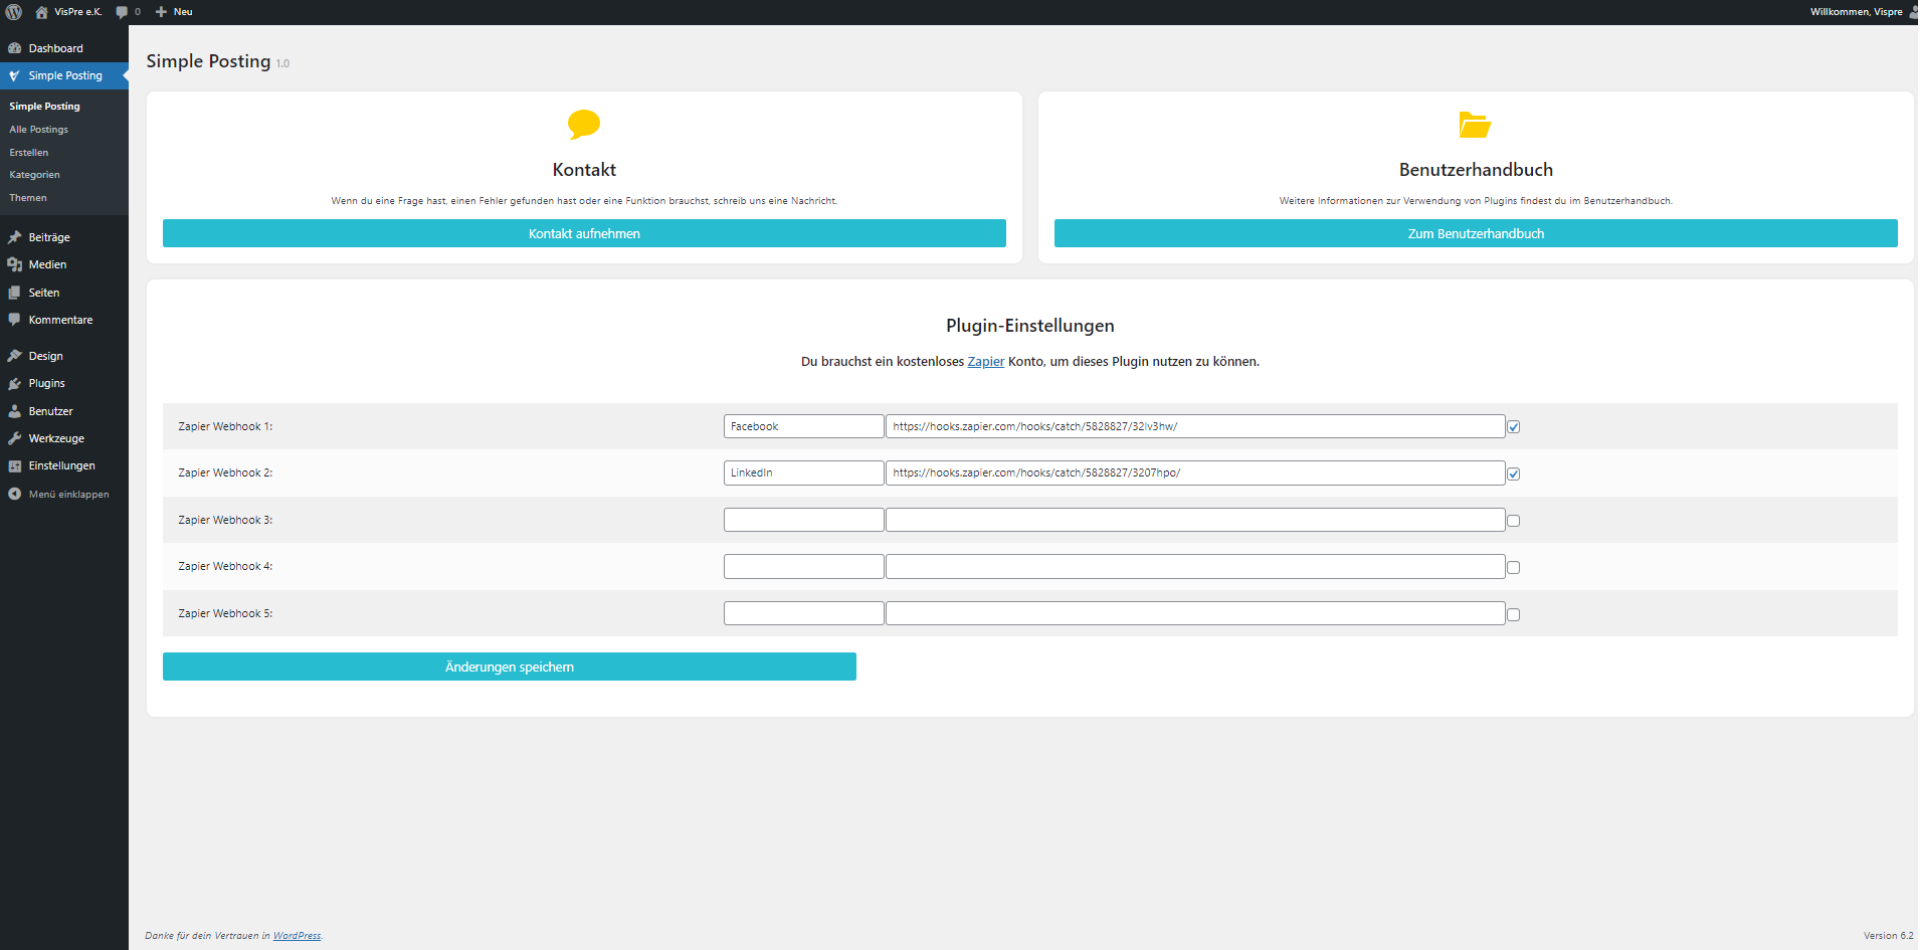 VisPre e.K. 0 Neu Willkommen, Vispre
Dashboard
Simple Posting
Simple Posting
Alle Postings
Erstellen
Kategorien
Themen
Beiträge
Medien
Seiten
Kommentare
Design
Plugins
Benutzer
Werkzeuge
Einstellungen
Menü einklappen
Simple Posting 1.0
Kontakt
Wenn du eine Frage hast, einen Fehler gefunden hast oder eine Funktion brauchst, schreib uns eine Nachricht.
Kontakt aufnehmen
Benutzerhandbuch
Weitere Informationen zur Verwendung von Plugins findest du im Benutzerhandbuch.
Zum Benutzerhandbuch
Plugin-Einstellungen
Du brauchst ein kostenloses Zapier Konto, um dieses Plugin nutzen zu können.
Zapier Webhook 1: Facebook https://hooks.zapier.com/hooks/catch/5828827/32lv3hw/
Zapier Webhook 2: LinkedIn https://hooks.zapier.com/hooks/catch/5828827/3207hpo/
Zapier Webhook 3:
Zapier Webhook 4:
Zapier Webhook 5:
Änderungen speichern
Danke für dein Vertrauen in WordPress.
Version 6.2